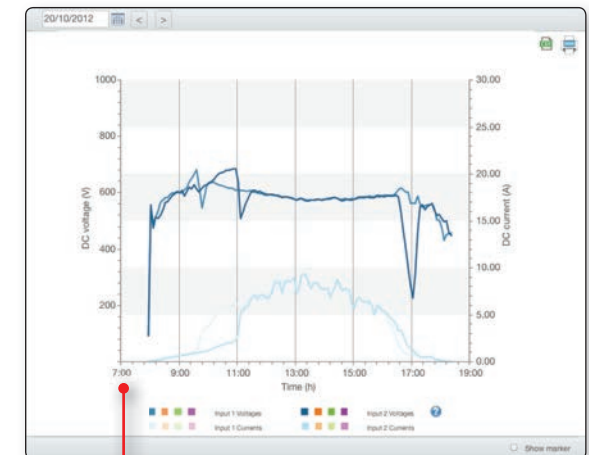 20/10/2012 < >
1000 30.00
25.00
800
20.00
600
15.00
400
10.00
200
5.00
0.00
DC voltage (V)
DC current (A)
7:00 9:00 11:00 13:00 15:00 17:00 19:00
Time (h)
Input 1 Voltages Input 2 Voltages ?
Input 1 Currents Input 2 Currents
Show marker